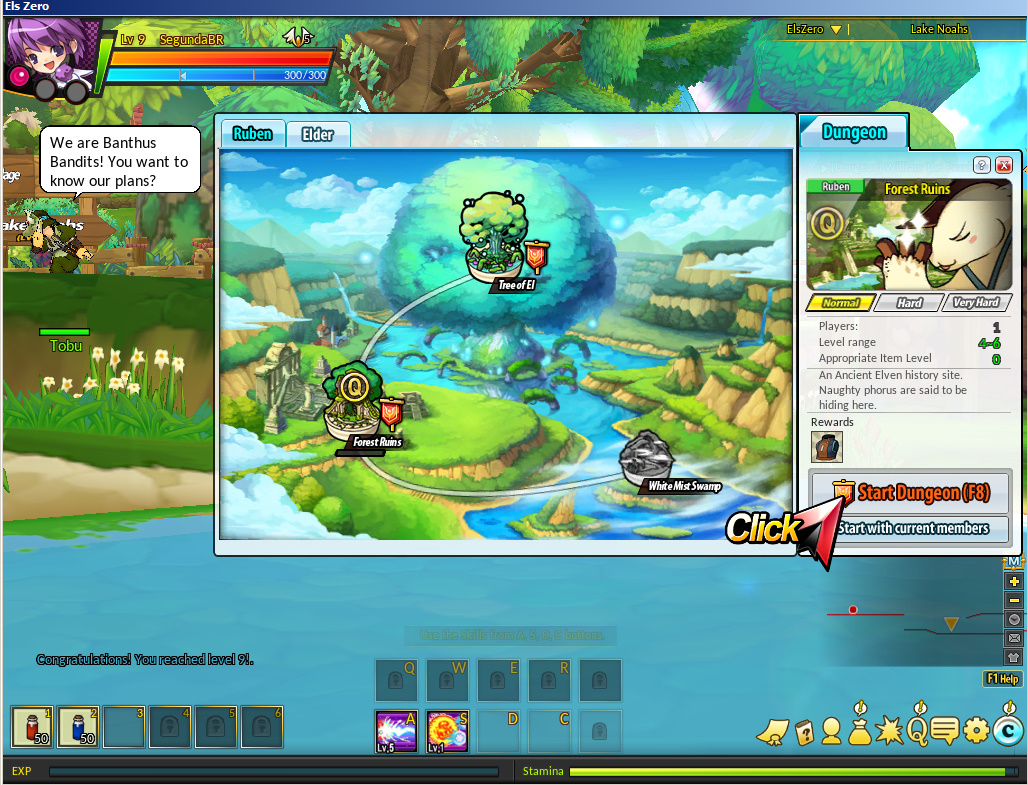 Els Zero
Lv 9 SegundaBR
5
300/300
ElsZero
Lake Noahs
We are Banthus
Bandits! You want to
know our plans?
Tobu
Ruben
Elder
Tree of El
Q
Forest Ruins
White Mist Swamp
Dungeon
?
X
Ruben
Forest Ruins
Q
Normal
Hard
Very Hard
Players: 1
Level range 4~6
Appropriate Item Level 0
An Ancient Elven history site.
Naughty phorus are said to be
hiding here.
Rewards
Start Dungeon (F8)
Start with current members
Click
M
F1 Help
Congratulations! You reached level 9!.
Q W E R
A S D C
Lv.5 Lv.1
1 2 3 4 5 6
50 50
?
Q
C
EXP
Stamina